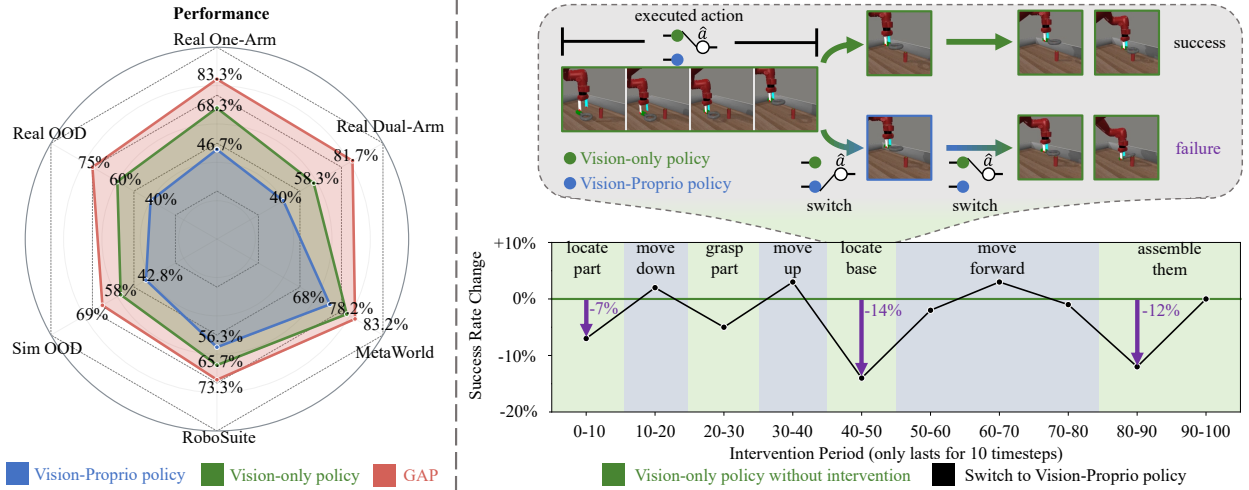 Performance
Real One-Arm
83.3%
68.3%
46.7%
Real OOD
Real Dual-Arm
75%
81.7%
60%
58.3%
40%
40%
42.8%
58%
69%
68%
78.2%
83.2%
Sim OOD
MetaWorld
56.3%
65.7%
73.3%
RoboSuite
Vision-Proprio policy
Vision-only policy
GAP
executed action
â
success
Vision-only policy
Vision-Proprio policy
â
switch
â
switch
failure
Success Rate Change
+10%
0%
-10%
-20%
locate
part
move
down
grasp
part
move
up
locate
base
move
forward
assemble
them
-7%
-14%
-12%
0-10
10-20
20-30
30-40
40-50
50-60
60-70
70-80
80-90
90-100
Intervention Period (only lasts for 10 timesteps)
Vision-only policy without intervention
Switch to Vision-Proprio policy